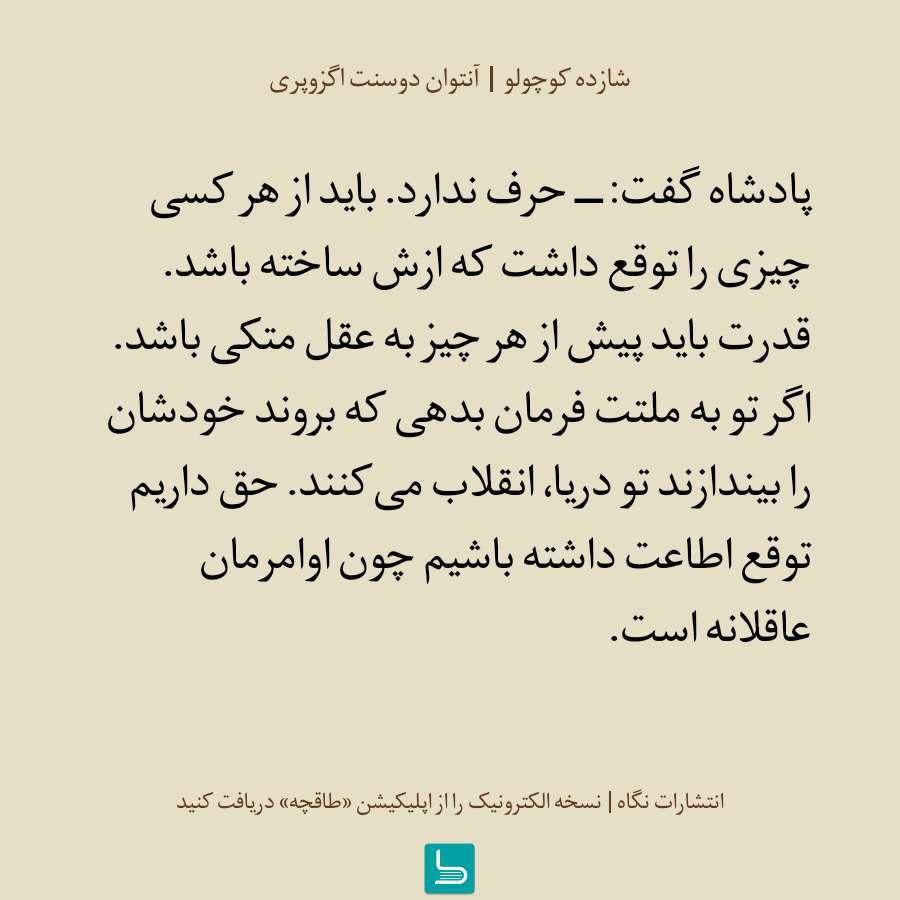 شازده کوچولو | آنتوان دوسنت اگزوپری
پادشاه گفت: ــ حرف ندارد. باید از هر کسی
چیزی را توقع داشت که ازش ساخته باشد.
قدرت باید پیش از هر چیز به عقل متکی باشد.
اگر تو به ملتت فرمان بدهی که بروند خودشان
را بیندازند تو دریا، انقلاب می‌کنند. حق داریم
توقع اطاعت داشته باشیم چون اوامرمان
عاقلانه است.
انتشارات نگاه | نسخه الکترونیک را از اپلیکیشن «طاقچه» دریافت کنید